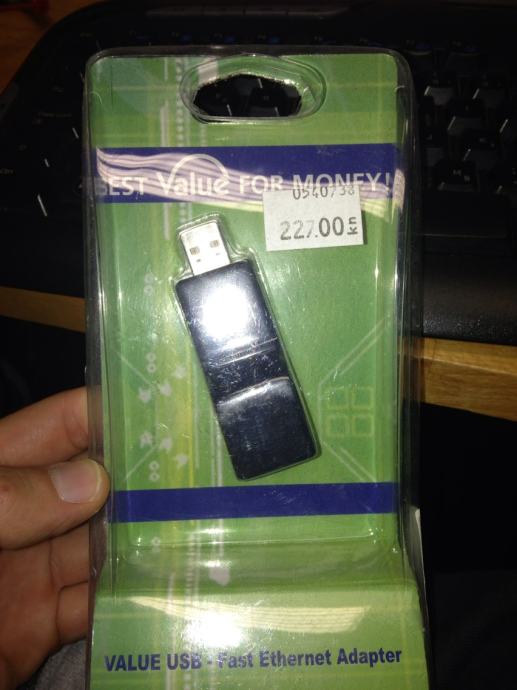 BEST Value FOR MONEY!
0540738
227.00 kn
VALUE USB - Fast Ethernet Adapter